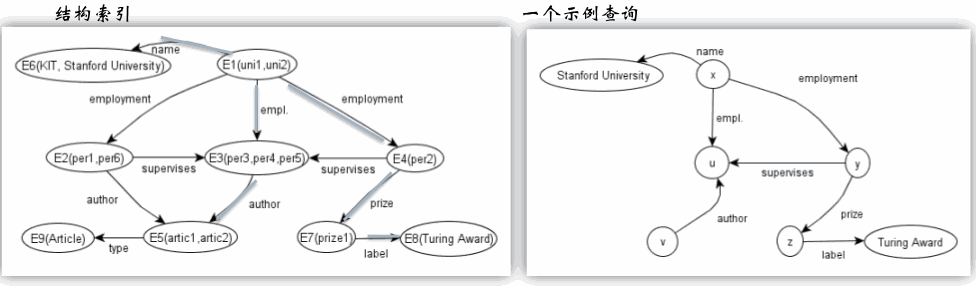 结构索引
一个示例查询
name
E6(KIT, Stanford University)
E1(uni1,uni2)
employment
empl.
employment
E2(per1,per6)
supervises
E3(per3,per4,per5)
supervises
E4(per2)
author
author
prize
E9(Article)
type
E5(artic1,artic2)
E7(prize1)
label
E8(Turing Award)
name
Stanford University
x
employment
empl.
u
supervises
y
author
prize
v
z
label
Turing Award